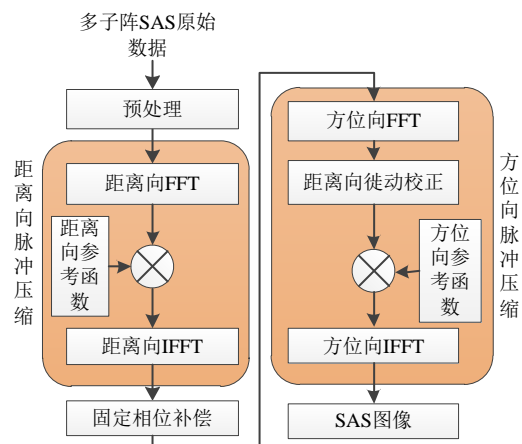 多子阵SAS原始
数据
预处理
距离向脉冲压缩
距离向FFT
距离
向参
考函
数
距离向IFFT
固定相位补偿
方位向FFT
距离向徙动校正
方位
向参
考函
数
方位向IFFT
方位向脉冲压缩
SAS图像